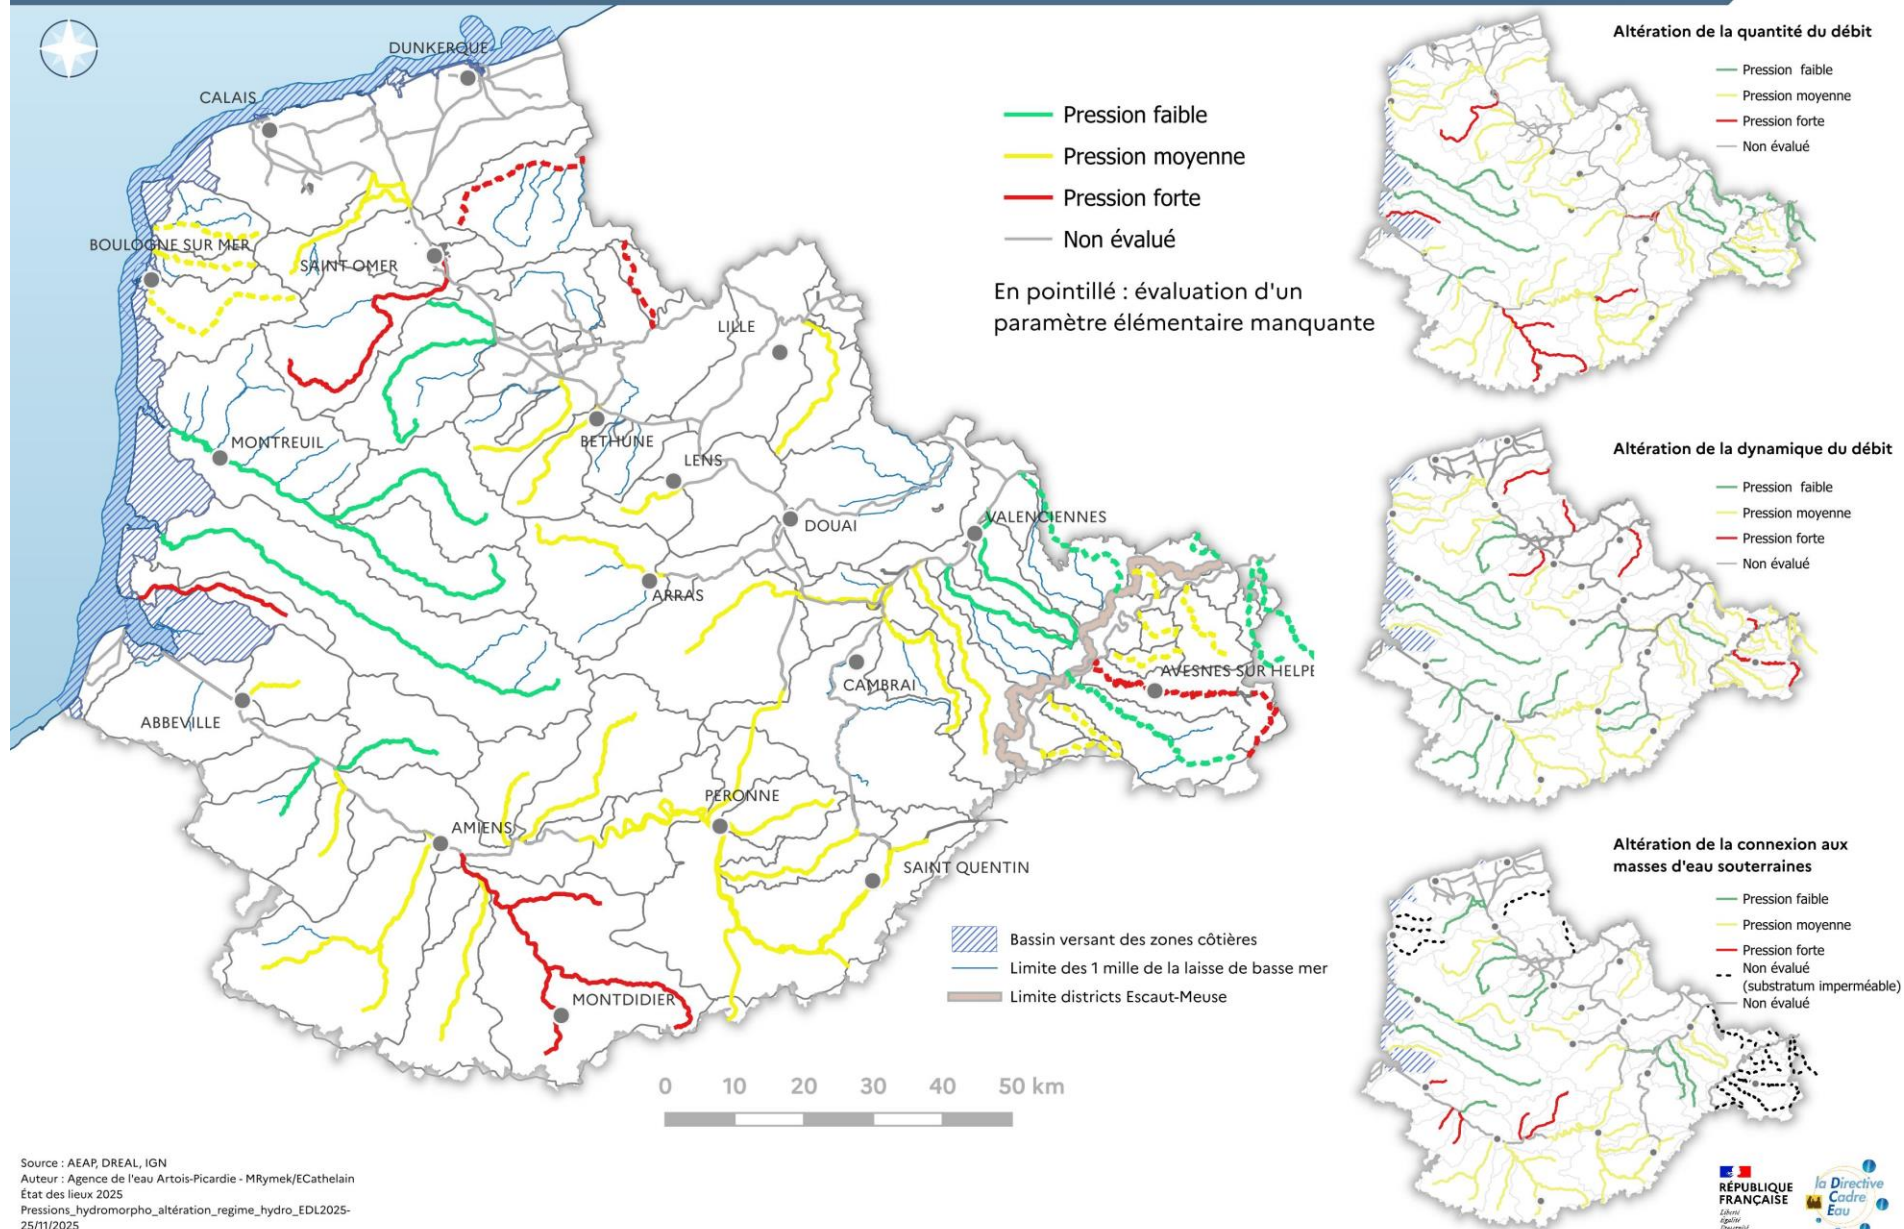 DUNKERQUE
CALAIS
BOULOGNE SUR MER
SAINT OMER
LILLE
MONTREUIL
BETHUNE
LENS
DOUAI
VALENCIENNES
ARRAS
AVESNES SUR HELPE
CAMBRAI
ABBEVILLE
PERONNE
AMIENS
SAINT QUENTIN
MONTDIDIER
Pression faible
Pression moyenne
Pression forte
Non évalué
En pointillé : évaluation d'un
paramètre élémentaire manquante
Bassin versant des zones côtières
Limite des 1 mille de la laisse de basse mer
Limite districts Escaut-Meuse
0 10 20 30 40 50 km
Altération de la quantité du débit
Pression faible
Pression moyenne
Pression forte
Non évalué
Altération de la dynamique du débit
Pression faible
Pression moyenne
Pression forte
Non évalué
Altération de la connexion aux
masses d'eau souterraines
Pression faible
Pression moyenne
Pression forte
Non évalué
(substratum imperméable)
Non évalué
Source : AEAP, DREAL, IGN
Auteur : Agence de l'eau Artois-Picardie - MRymek/ECathelain
État des lieux 2025
Pressions_hydromorpho_altération_regime_hydro_EDL2025-
25/11/2025
RÉPUBLIQUE
FRANÇAISE
Liberté
Égalité
la Directive
Cadre
Eau